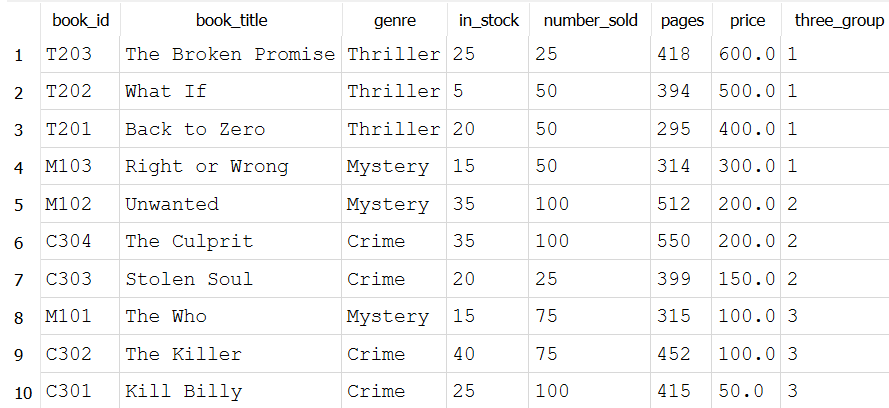 book_id book_title genre in_stock number_sold pages price three_group
1 T203 The Broken Promise Thriller 25 25 418 600.0 1
2 T202 What If Thriller 5 50 394 500.0 1
3 T201 Back to Zero Thriller 20 50 295 400.0 1
4 M103 Right or Wrong Mystery 15 50 314 300.0 1
5 M102 Unwanted Mystery 35 100 512 200.0 2
6 C304 The Culprit Crime 35 100 550 200.0 2
7 C303 Stolen Soul Crime 20 25 399 150.0 2
8 M101 The Who Mystery 15 75 315 100.0 3
9 C302 The Killer Crime 40 75 452 100.0 3
10 C301 Kill Billy Crime 25 100 415 50.0 3